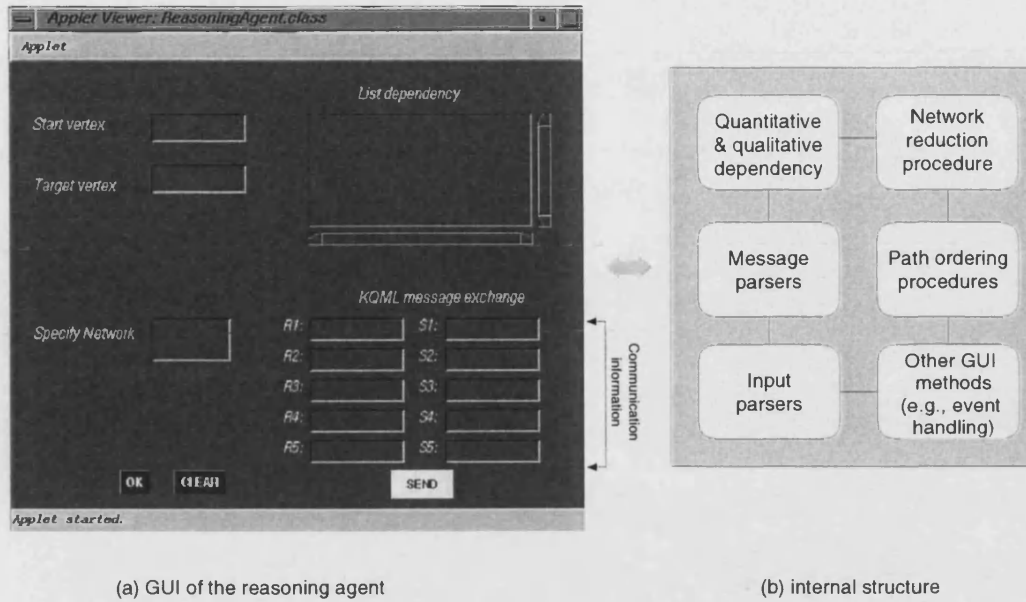 Applet Viewer: ReasoningAgent.class
Applet
Start vertex
Target vertex
Specify Network
List dependency
KQML message exchange
R1:
S1:
R2:
S2:
R3:
S3:
R4:
S4:
R5:
S5:
OK
CLEAR
SEND
Applet started.
Communication
information
Quantitative
& qualitative
dependency
Network
reduction
procedure
Message
parsers
Path ordering
procedures
Input
parsers
Other GUI
methods
(e.g., event
handling)
(a) GUI of the reasoning agent
(b) internal structure